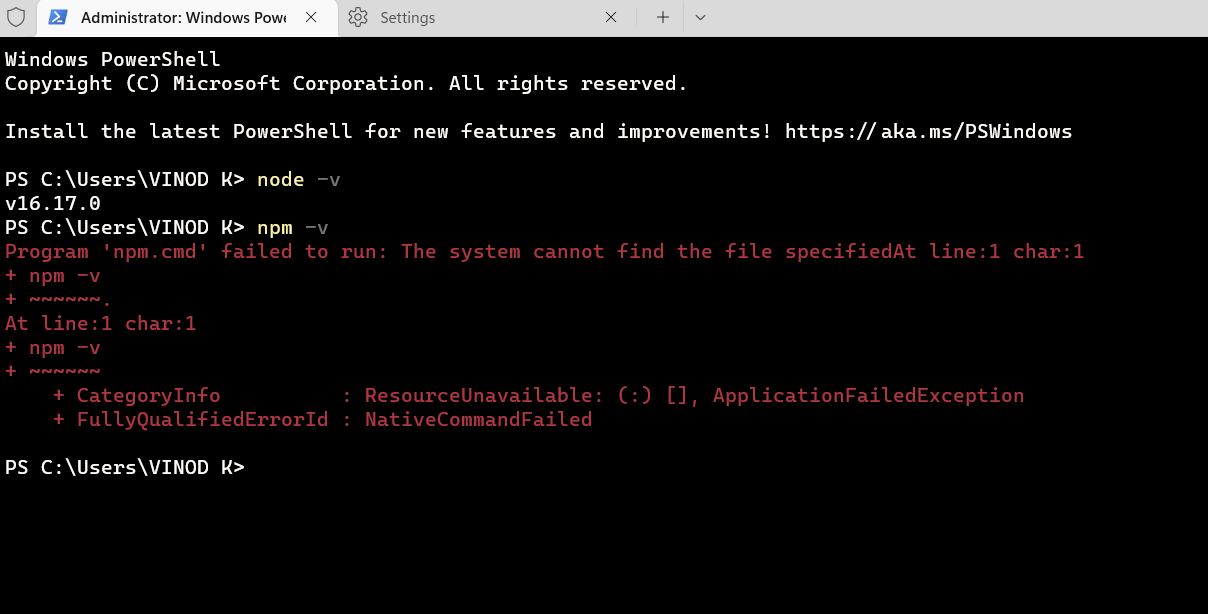 Administrator: Windows Powe
Settings
Windows PowerShell
Copyright (C) Microsoft Corporation. All rights reserved.
Install the latest PowerShell for new features and improvements! https://aka.ms/PSWindows
PS C:\Users\VINOD K> node -v
v16.17.0
PS C:\Users\VINOD K> npm -v
Program 'npm.cmd' failed to run: The system cannot find the file specifiedAt line:1 char:1
+ npm -v
+ ~~~~~~.
At line:1 char:1
+ npm -v
+ ~~~~~~
    + CategoryInfo          : ResourceUnavailable: (:) [], ApplicationFailedException
    + FullyQualifiedErrorId : NativeCommandFailed
PS C:\Users\VINOD K>